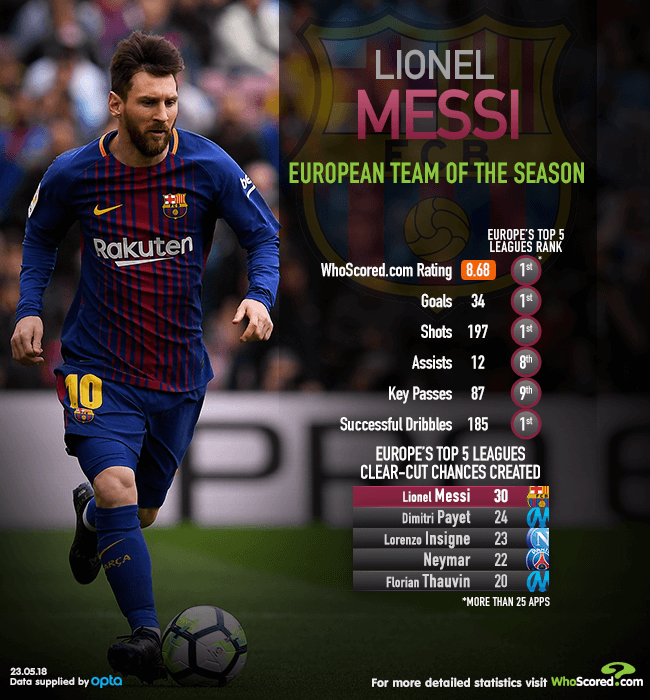 LIONEL
MESSI
FCB
EUROPEAN TEAM OF THE SEASON
EUROPE'S TOP 5
LEAGUES RANK
WhoScored.com Rating 8.68 1st*
Goals 34 1st
Shots 197 1st
Assists 12 8th
Key Passes 87 9th
Successful Dribbles 185 1st
EUROPE'S TOP 5 LEAGUES
CLEAR-CUT CHANCES CREATED
Lionel Messi 30
Dimitri Payet 24
Lorenzo Insigne 23
Neymar 22
Florian Thauvin 20
*MORE THAN 25 APPS
Rakuten
10
BARÇA
23.05.18
Data supplied by opta
For more detailed statistics visit WhoScored?.com